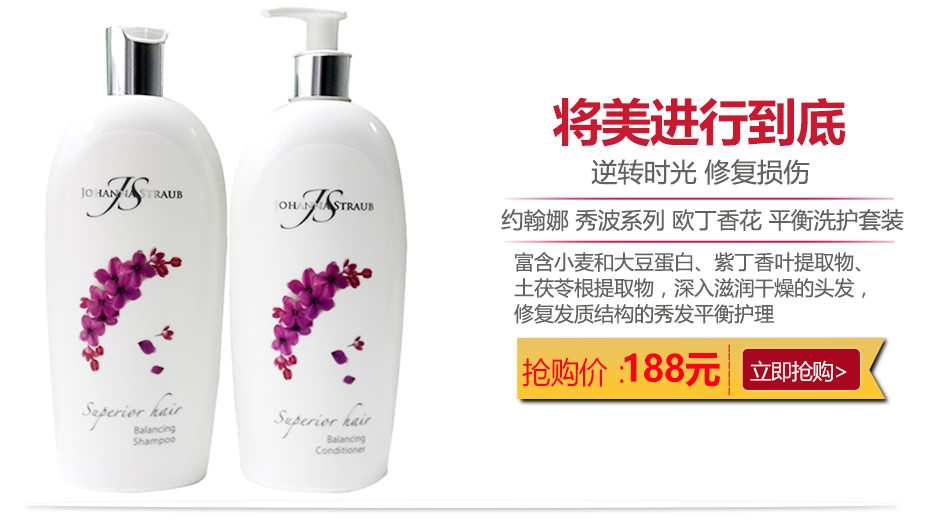 JOHANNA STRAUB
JS
Superior hair
Balancing
Shampoo
JOHANNA STRAUB
JS
Superior hair
Balancing
Conditioner
将美进行到底
逆转时光 修复损伤
约翰娜 秀波系列 欧丁香花 平衡洗护套装
富含小麦和大豆蛋白、紫丁香叶提取物、
土茯苓根提取物，深入滋润干燥的头发，
修复发质结构的秀发平衡护理
抢购价：188元
立即抢购>